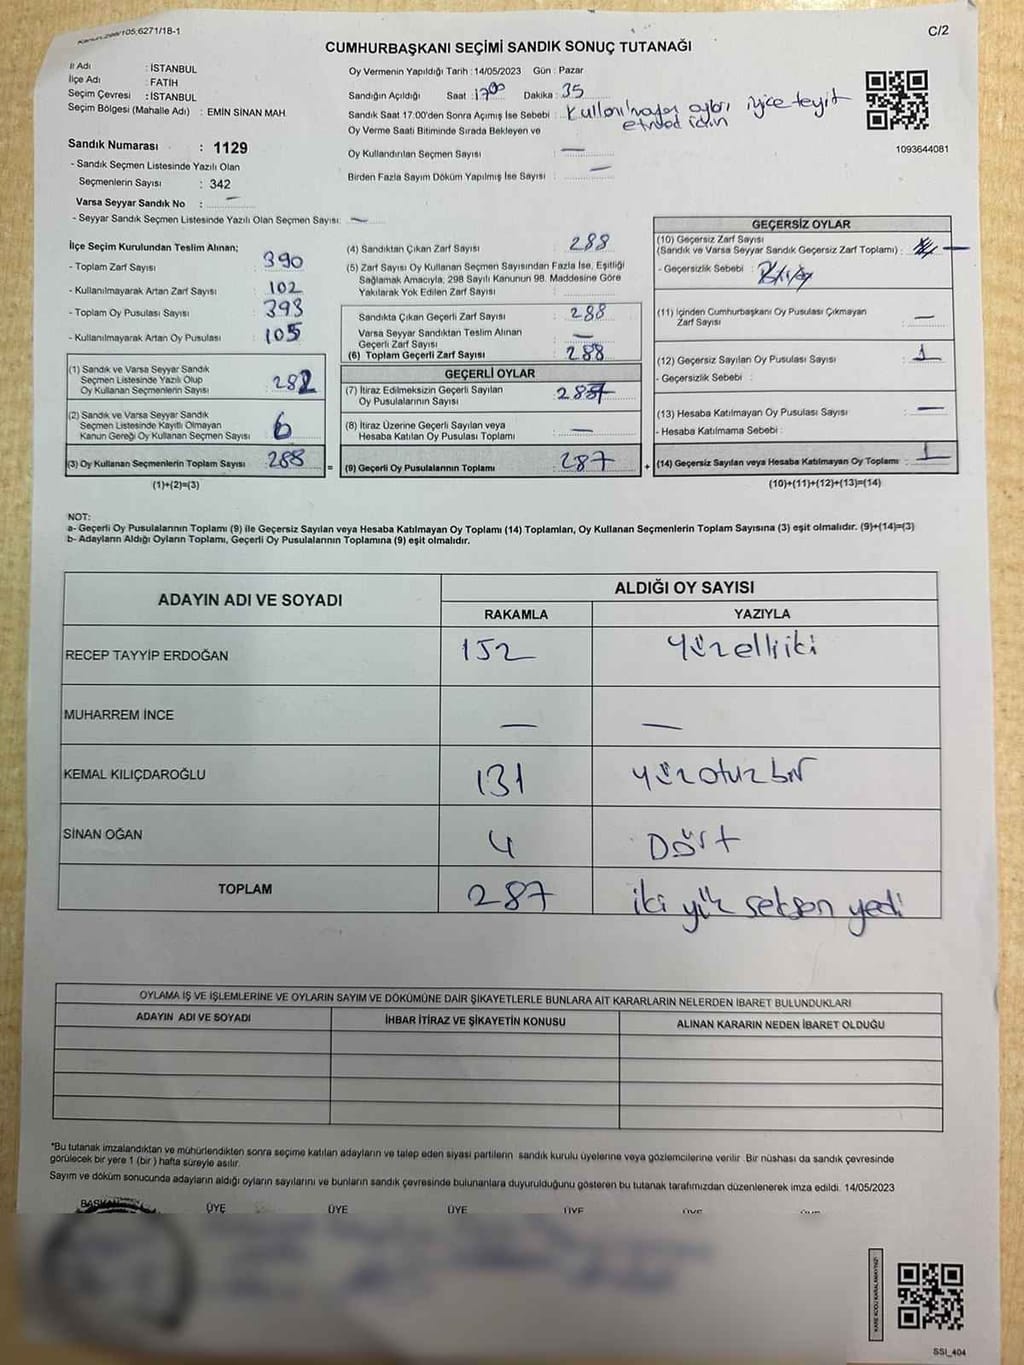 Kanun:298/105;6271/18-1
C/2
CUMHURBAŞKANI SEÇİMİ SANDIK SONUÇ TUTANAĞI
İl Adı : İSTANBUL
İlçe Adı : FATİH
Seçim Çevresi : İSTANBUL
Seçim Bölgesi (Mahalle Adı) : EMİN SİNAN MAH
Sandık Numarası : 1129
- Sandık Seçmen Listesinde Yazılı Olan
Seçmenlerin Sayısı : 342
Varsa Seyyar Sandık No : —
- Seyyar Sandık Seçmen Listesinde Yazılı Olan Seçmen Sayısı: —
Oy Vermenin Yapıldığı Tarih : 14/05/2023 Gün : Pazar
Sandığın Açıldığı Saat : 17:00 Dakika : 35
Sandık Saat 17:00'den Sonra Açımış İse Sebebi : iyice teyit
Oy Verme Saati Bitiminde Sırada Bekleyen ve
Oy Kullandırılan Seçmen Sayısı : —
Birden Fazla Sayım Döküm Yapılmış İse Sayısı : —
1093644081
İlçe Seçim Kurulundan Teslim Alınan;
- Toplam Zarf Sayısı : 390
- Kullanılmayarak Artan Zarf Sayısı : 102
- Toplam Oy Pusulası Sayısı : 393
- Kullanılmayarak Artan Oy Pusulası : 105
(1) Sandık ve Varsa Seyyar Sandık
Seçmen Listesinde Yazılı Olup
Oy Kullanan Seçmenlerin Sayısı : 282
(2) Sandık ve Varsa Seyyar Sandık
Seçmen Listesinde Kayıtlı Olmayan
Kanun Gereği Oy Kullanan Seçmen Sayısı : 6
(3) Oy Kullanan Seçmenlerin Toplam Sayısı : 288
(1)+(2)=(3)
=
(4) Sandıktan Çıkan Zarf Sayısı : 288
(5) Zarf Sayısı Oy Kullanan Seçmen Sayısından Fazla İse, Eşitliği
Sağlamak Amacıyla; 298 Sayılı Kanunun 98. Maddesine Göre
Yakılarak Yok Edilen Zarf Sayısı :
Sandıkta Çıkan Geçerli Zarf Sayısı : 288
Varsa Seyyar Sandıktan Teslim Alınan
Geçerli Zarf Sayısı : —
(6) Toplam Geçerli Zarf Sayısı : 288
GEÇERLİ OYLAR
(7) İtiraz Edilmeksizin Geçerli Sayılan
Oy Pusulalarının Sayısı : 287
(8) İtiraz Üzerine Geçerli Sayılan veya
Hesaba Katılan Oy Pusulası Toplamı : —
(9) Geçerli Oy Pusulalarının Toplamı : 287
+
GEÇERSİZ OYLAR
(10) Geçersiz Zarf Sayısı
(Sandık ve Varsa Seyyar Sandık Geçersiz Zarf Toplamı) : —
- Geçersizlik Sebebi :
(11) İçinden Cumhurbaşkanı Oy Pusulası Çıkmayan
Zarf Sayısı : —
(12) Geçersiz Sayılan Oy Pusulası Sayısı : 1
- Geçersizlik Sebebi :
(13) Hesaba Katılmayan Oy Pusulası Sayısı : —
- Hesaba Katılmama Sebebi :
(14) Geçersiz Sayılan veya Hesaba Katılmayan Oy Toplamı : 1
(10)+(11)+(12)+(13)=(14)
NOT:
a- Geçerli Oy Pusulalarının Toplamı (9) ile Geçersiz Sayılan veya Hesaba Katılmayan Oy Toplamı (14) Toplamları, Oy Kullanan Seçmenlerin Toplam Sayısına (3) eşit olmalıdır. (9)+(14)=(3)
b- Adayların Aldığı Oyların Toplamı, Geçerli Oy Pusulalarının Toplamına (9) eşit olmalıdır.
ADAYIN ADI VE SOYADI
ALDIĞI OY SAYISI
RAKAMLA YAZIYLA
RECEP TAYYİP ERDOĞAN 152 Yüzelliiki
MUHARREM İNCE — —
KEMAL KILIÇDAROĞLU 131 yüzotuzbir
SİNAN OĞAN 4 Dört
TOPLAM 287 iki yüz seksen yedi
OYLAMA İŞ VE İŞLEMLERİNE VE OYLARIN SAYIM VE DÖKÜMÜNE DAİR ŞİKAYETLERLE BUNLARA AİT KARARLARIN NELERDEN İBARET BULUNDUKLARI
ADAYIN ADI VE SOYADI İHBAR İTİRAZ VE ŞİKAYETİN KONUSU ALINAN KARARIN NEDEN İBARET OLDUĞU
*Bu tutanak imzalandıktan ve mühürlendikten sonra seçime katılan adayların ve talep eden siyasi partilerin sandık kurulu üyelerine veya gözlemcilerine verilir. Bir nüshası da sandık çevresinde
görülecek bir yere 1 (bir) hafta süreyle asılır.
Sayım ve döküm sonucunda adayların aldığı oyların sayılarını ve bunların sandık çevresinde bulunanlara duyurulduğunu gösteren bu tutanak tarafımızdan düzenlenerek imza edildi. 14/05/2023
BAŞKAN ÜYE ÜYE ÜYE ÜYE ÜYE ÜYE
KARE KODU KARALAMAYINIZ!
SSI_404